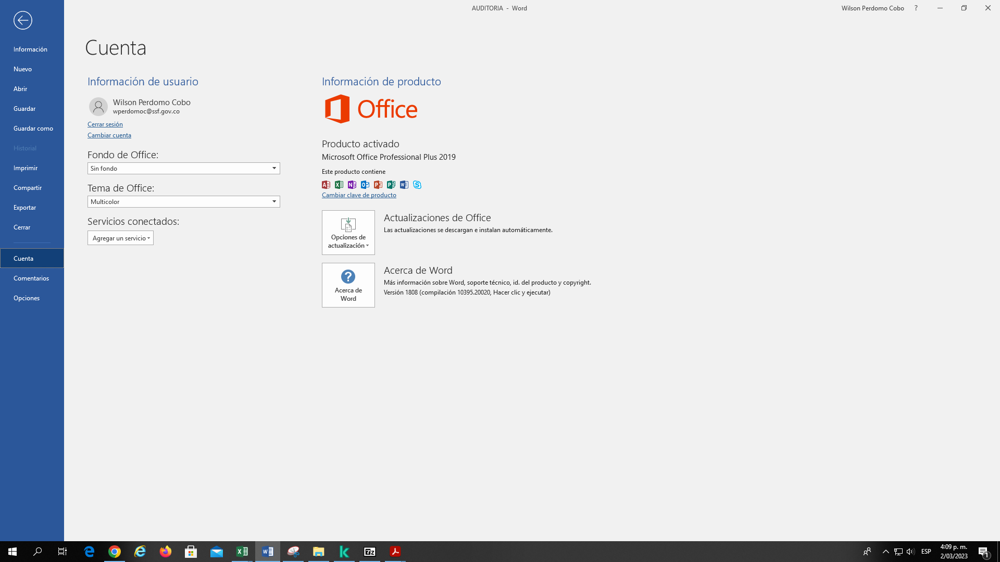 AUDITORIA - Word
Wilson Perdomo Cobo ?
Información
Nuevo
Abrir
Guardar
Guardar como
Historial
Imprimir
Compartir
Exportar
Cerrar
Cuenta
Comentarios
Opciones
Cuenta
Información de usuario
Wilson Perdomo Cobo
wperdomoc@ssf.gov.co
Cerrar sesión
Cambiar cuenta
Fondo de Office:
Sin fondo
Tema de Office:
Multicolor
Servicios conectados:
Agregar un servicio
Información de producto
Office
Producto activado
Microsoft Office Professional Plus 2019
Este producto contiene
Cambiar clave de producto
Opciones de
actualización
Actualizaciones de Office
Las actualizaciones se descargan e instalan automáticamente.
Acerca de
Word
Acerca de Word
Más información sobre Word, soporte técnico, id. del producto y copyright.
Versión 1808 (compilación 10395.20020, Hacer clic y ejecutar)
ESP
4:09 p. m.
2/03/2023
1